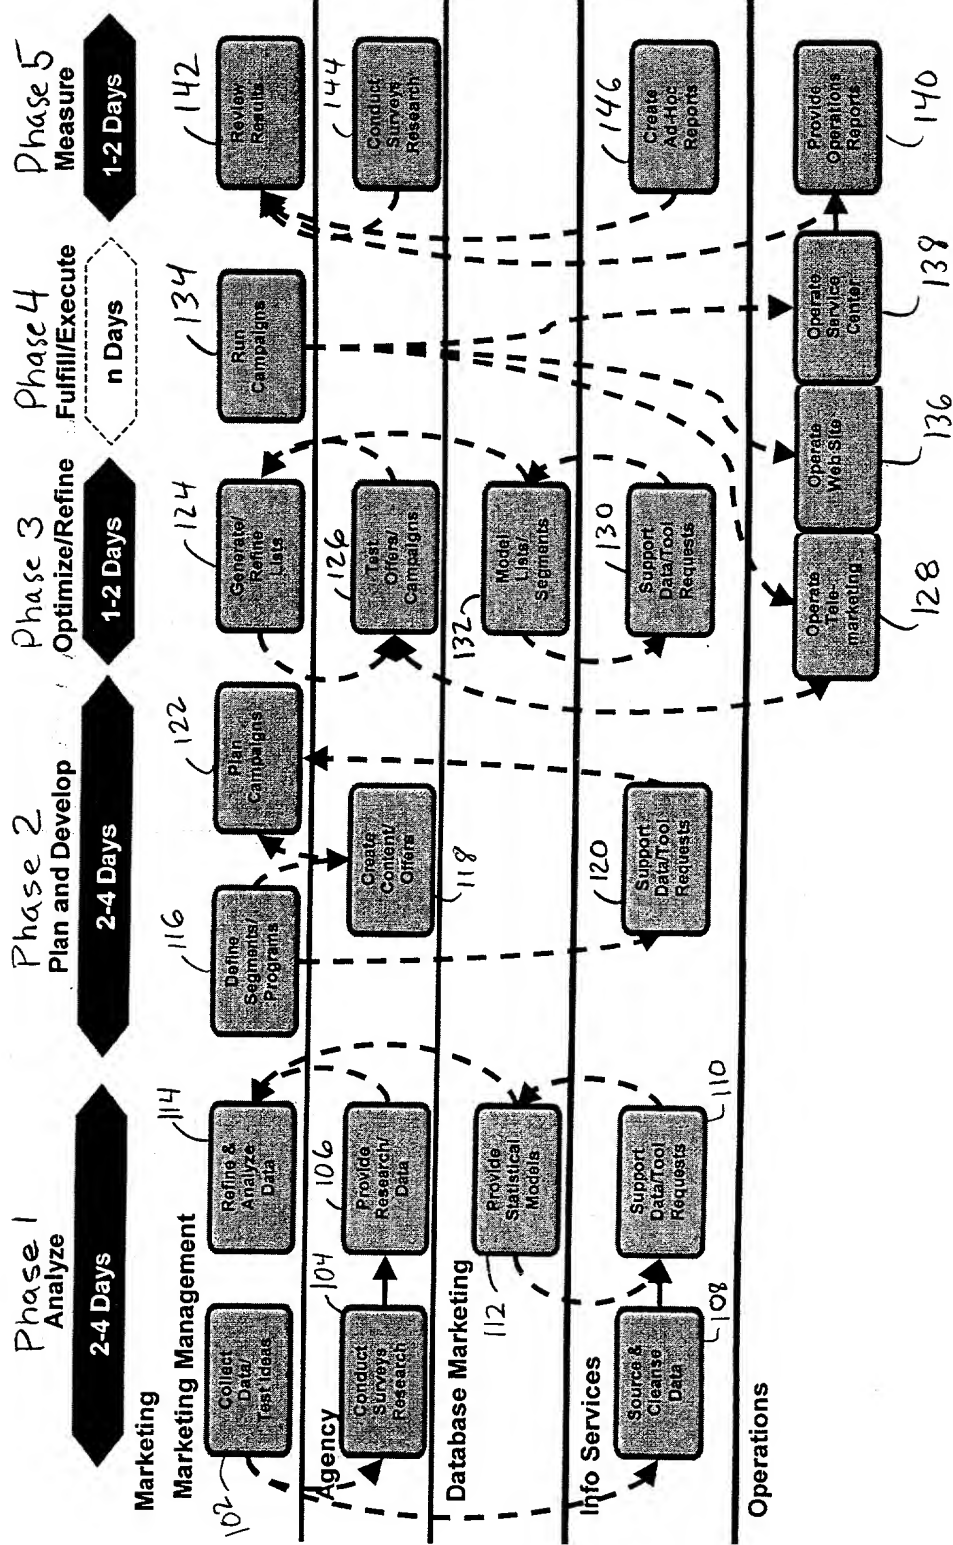 Phase 1
Analyze
2-4 Days
Phase 2
Plan and Develop
2-4 Days
Phase 3
Optimize/Refine
1-2 Days
Phase 4
Fulfill/Execute
n Days
Phase 5
Measure
1-2 Days
Marketing
Marketing Management
102
Collect
Data/
Test Ideas
114
Refine &
Analyze
Data
116
Define
Segments/
Programs
122
Plan
Campaigns
124
Generate/
Refine
Lists
134
Run
Campaigns
142
Review
Results
Agency
104
Conduct
Surveys
Research
106
Provide
Research/
Data
Create
Content/
Offers
118
126
Test
Offers/
Campaigns
144
Conduct
Surveys
Research
Database Marketing
112
Provide
Statistical
Models
132
Model
Lists/
Segments
Info Services
Source &
Cleanse
Data
108
Support
Data/Tool
Requests
110
120
Support
Data/Tool
Requests
130
Support
Data/Tool
Requests
146
Create
Ad-Hoc
Reports
Operations
Operate
Tele-
marketing
128
Operate
WebSite
136
Operate
Service
Center
138
Provide
Operations
Reports
140